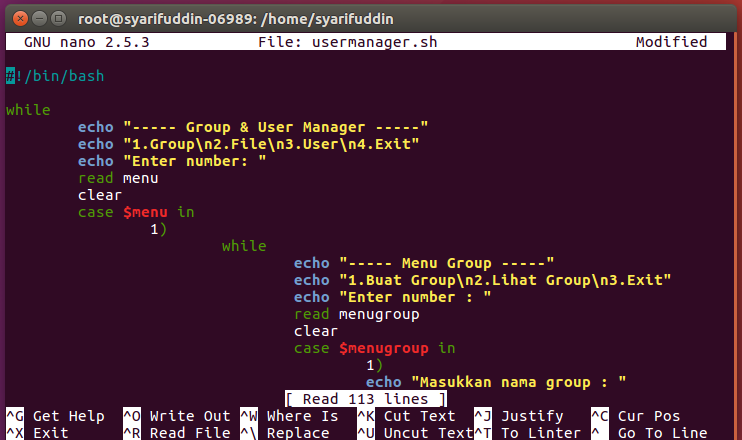 root@syarifuddin-06989: /home/syarifuddin
GNU nano 2.5.3 File: usermanager.sh Modified
#!/bin/bash
while
echo "----- Group & User Manager -----"
echo "1.Group\n2.File\n3.User\n4.Exit"
echo "Enter number: "
read menu
clear
case $menu in
1)
while
echo "----- Menu Group -----"
echo "1.Buat Group\n2.Lihat Group\n3.Exit"
echo "Enter number : "
read menugroup
clear
case $menugroup in
1)
echo "Masukkan nama group : "
[ Read 113 lines ]
^G Get Help ^O Write Out ^W Where Is ^K Cut Text ^J Justify ^C Cur Pos
^X Exit ^R Read File ^\ Replace ^U Uncut Text ^T To Linter ^_ Go To Line